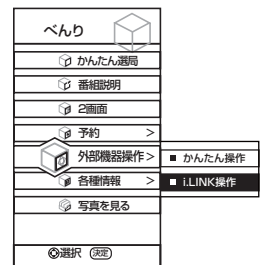 べんり
かんたん選局
番組説明
2画面
予約 >
外部機器操作 >
■ かんたん操作
各種情報 >
■ i.LINK操作
写真を見る
選択 決定